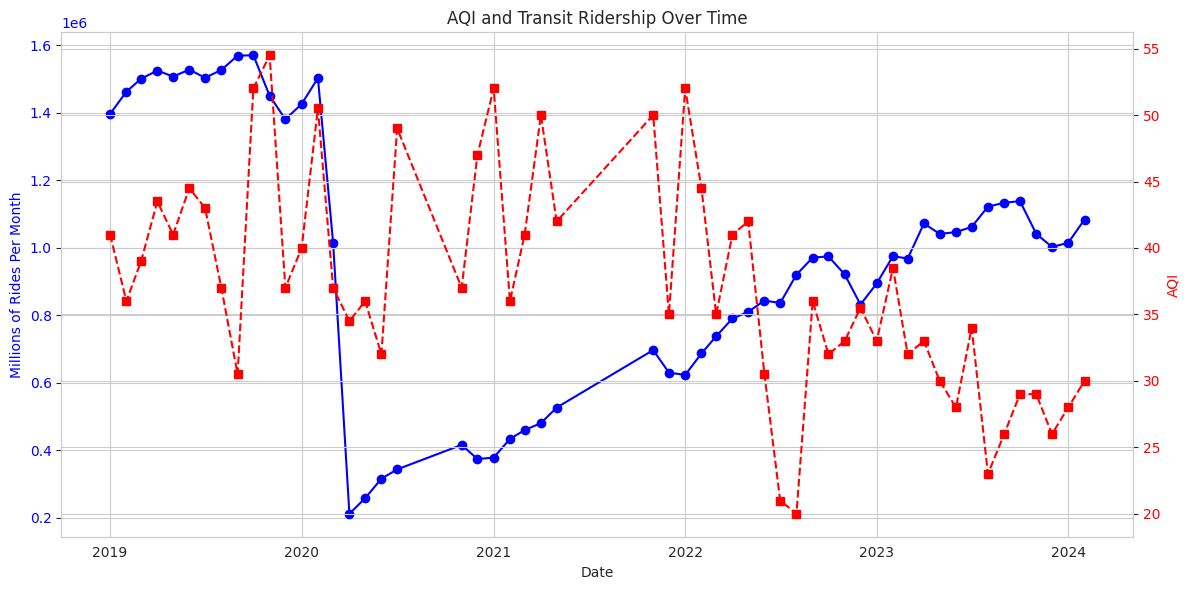 AQI and Transit Ridership Over Time
1e6
Millions of Rides Per Month
1.6
1.4
1.2
1.0
0.8
0.6
0.4
0.2
55
50
45
40
35
30
25
20
AQI
2019 2020 2021 2022 2023 2024
Date